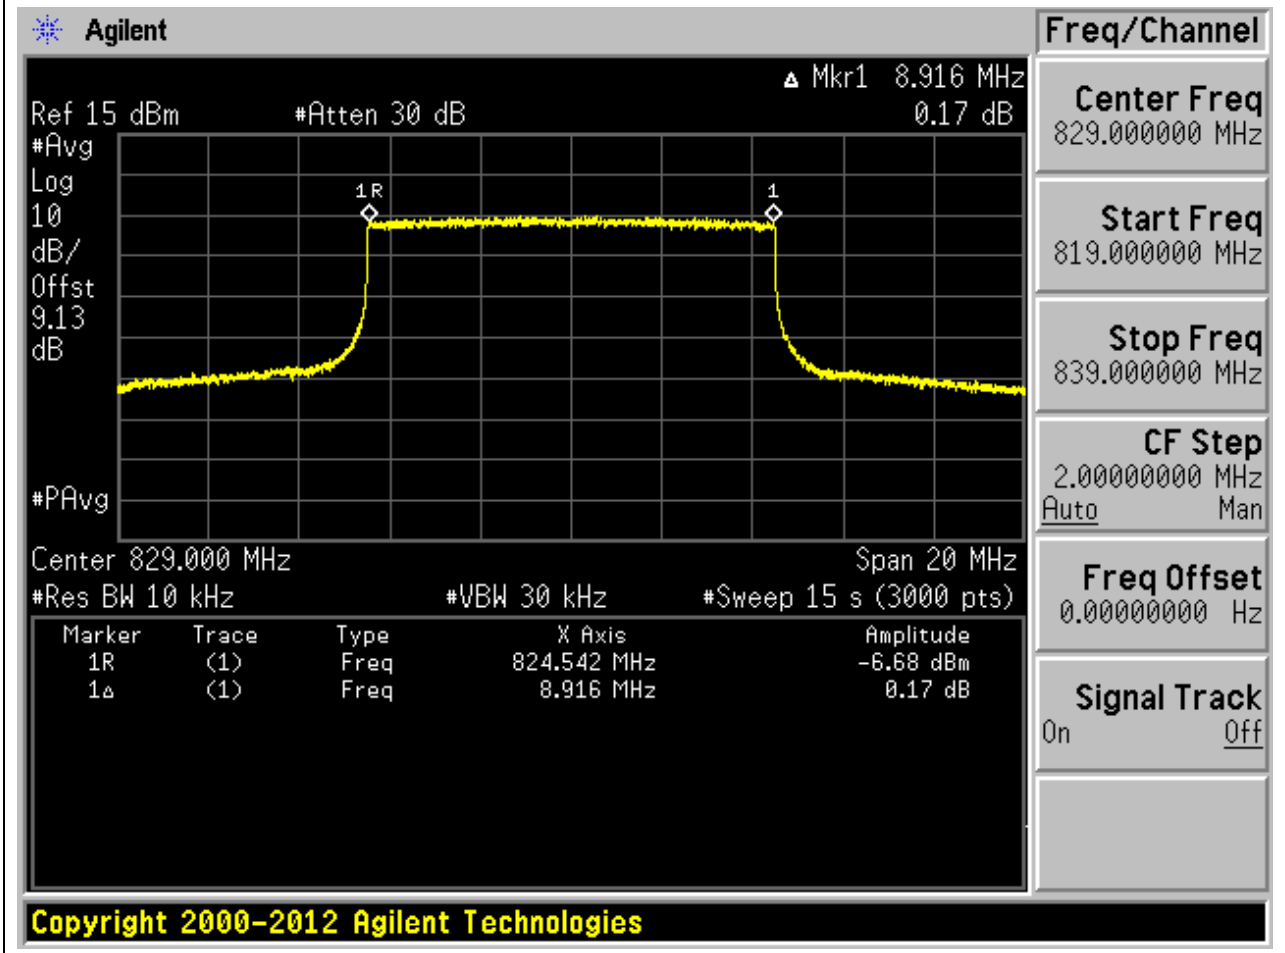 Agilent
Freq/Channel
Δ Mkr1 8.916 MHz
Ref 15 dBm #Atten 30 dB 0.17 dB
#Avg
Log
10
dB/
Offst
9.13
dB
1R 1
#PAvg
Center 829.000 MHz Span 20 MHz
#Res BW 10 kHz #VBW 30 kHz #Sweep 15 s (3000 pts)
Marker Trace Type X Axis Amplitude
1R (1) Freq 824.542 MHz -6.68 dBm
1Δ (1) Freq 8.916 MHz 0.17 dB
Center Freq
829.000000 MHz
Start Freq
819.000000 MHz
Stop Freq
839.000000 MHz
CF Step
2.00000000 MHz
Auto Man
Freq Offset
0.00000000 Hz
Signal Track
On Off
Copyright 2000-2012 Agilent Technologies